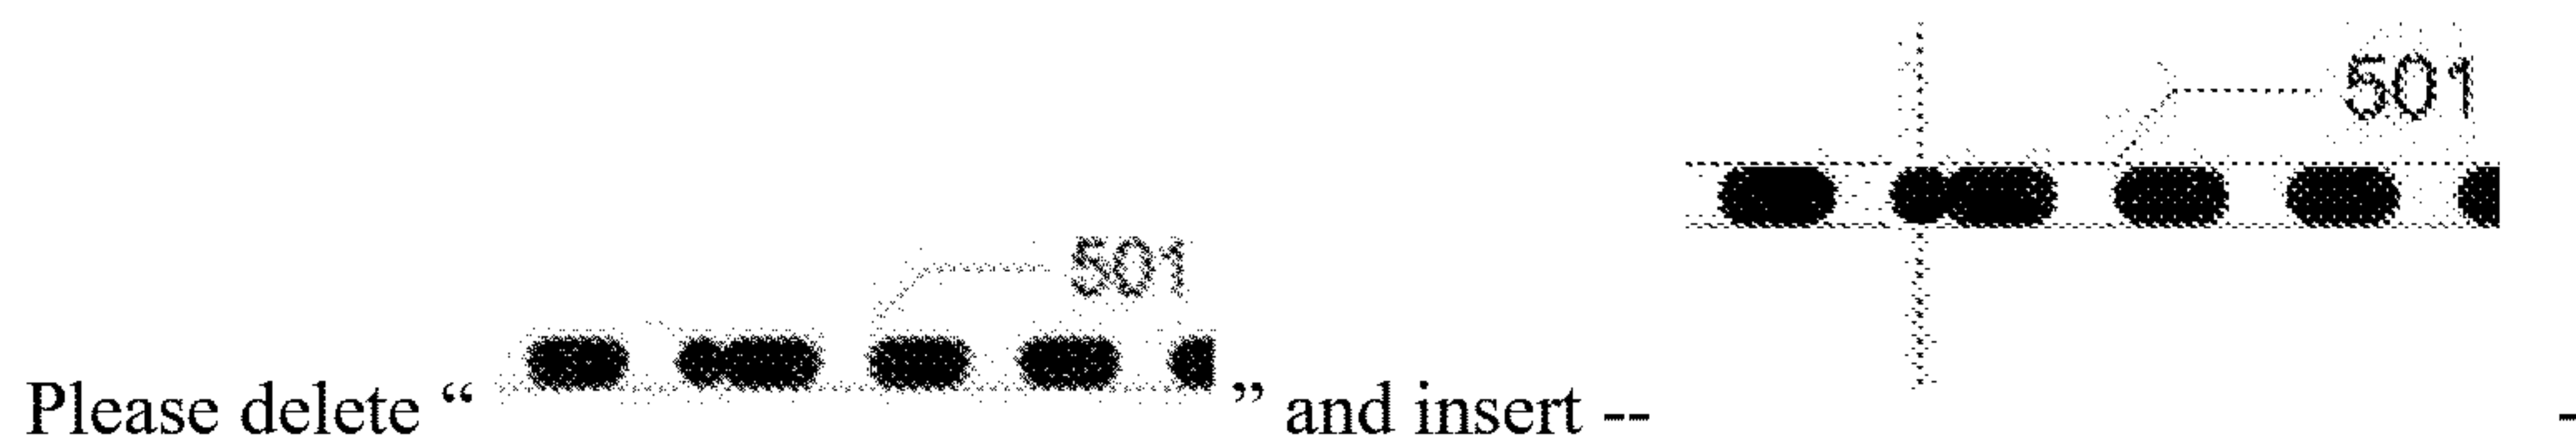 501
501
Please delete “ ” and insert -- -